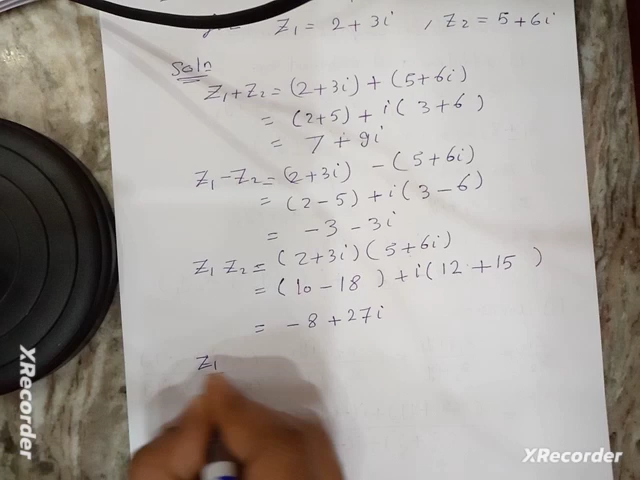 Z₁ = 2 + 3i , Z₂ = 5 + 6i
Soln
Z₁ + Z₂ = (2+3i) + (5+6i)
= (2+5) + i(3+6)
= 7 + 9i
Z₁ - Z₂ = (2+3i) - (5+6i)
= (2-5) + i(3-6)
= -3 - 3i
Z₁ Z₂ = (2+3i)(5+6i)
= (10-18) + i(12+15)
= -8 + 27i
Z₁
XRecorder
XRecorder